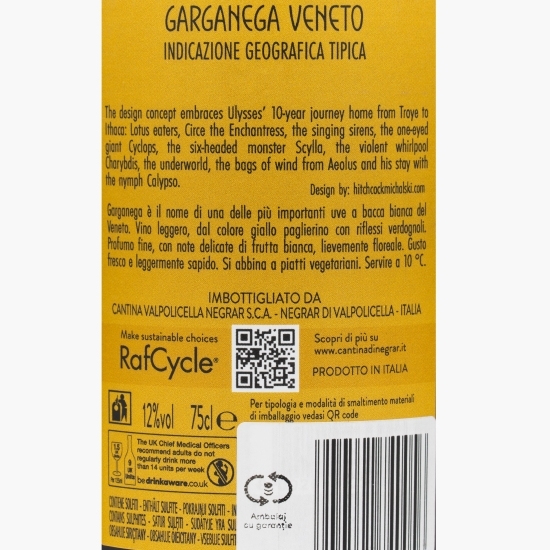 GARGANEGA VENETO
INDICAZIONE GEOGRAFICA TIPICA
The design concept embraces Ulysses' 10-year journey home from Troye to
Ithaca: Lotus eaters, Circe the Enchantress, the singing sirens, the one-eyed
giant Cyclops, the six-headed monster Scylla, the violent whirlpool
Charybdis, the underworld, the bags of wind from Aeolus and his stay with
the nymph Calypso.
Design by: hitchcockmichalski.com
Garganega è il nome di una delle più importanti uve a bacca bianca del
Veneto. Vino leggero, dal colore giallo paglierino con riflessi verdognoli.
Profumo fine, con note delicate di frutta bianca, lievemente floreale. Gusto
fresco e leggermente sapido. Si abbina a piatti vegetariani. Servire a 10 °C.
IMBOTTIGLIATO DA
CANTINA VALPOLICELLA NEGRAR S.C.A. - NEGRAR DI VALPOLICELLA - ITALIA
Make sustainable choices
RafCycle®
Scopri di più su
www.cantinadinegrar.it
PRODOTTO IN ITALIA
12%vol 75cl e
Per tipologia e modalità di smaltimento materiali
di imballaggio vedasi QR code
The UK Chief Medical Officers
recommend adults do not
regularly drink more
than 14 units per week
bedrinkaware.co.uk
CONTIENE SOLFITI - ENTHÄLT SULFITE
CONTAINS SULPHITES - SATUR SULFITI
Ambalaj
cu garanție